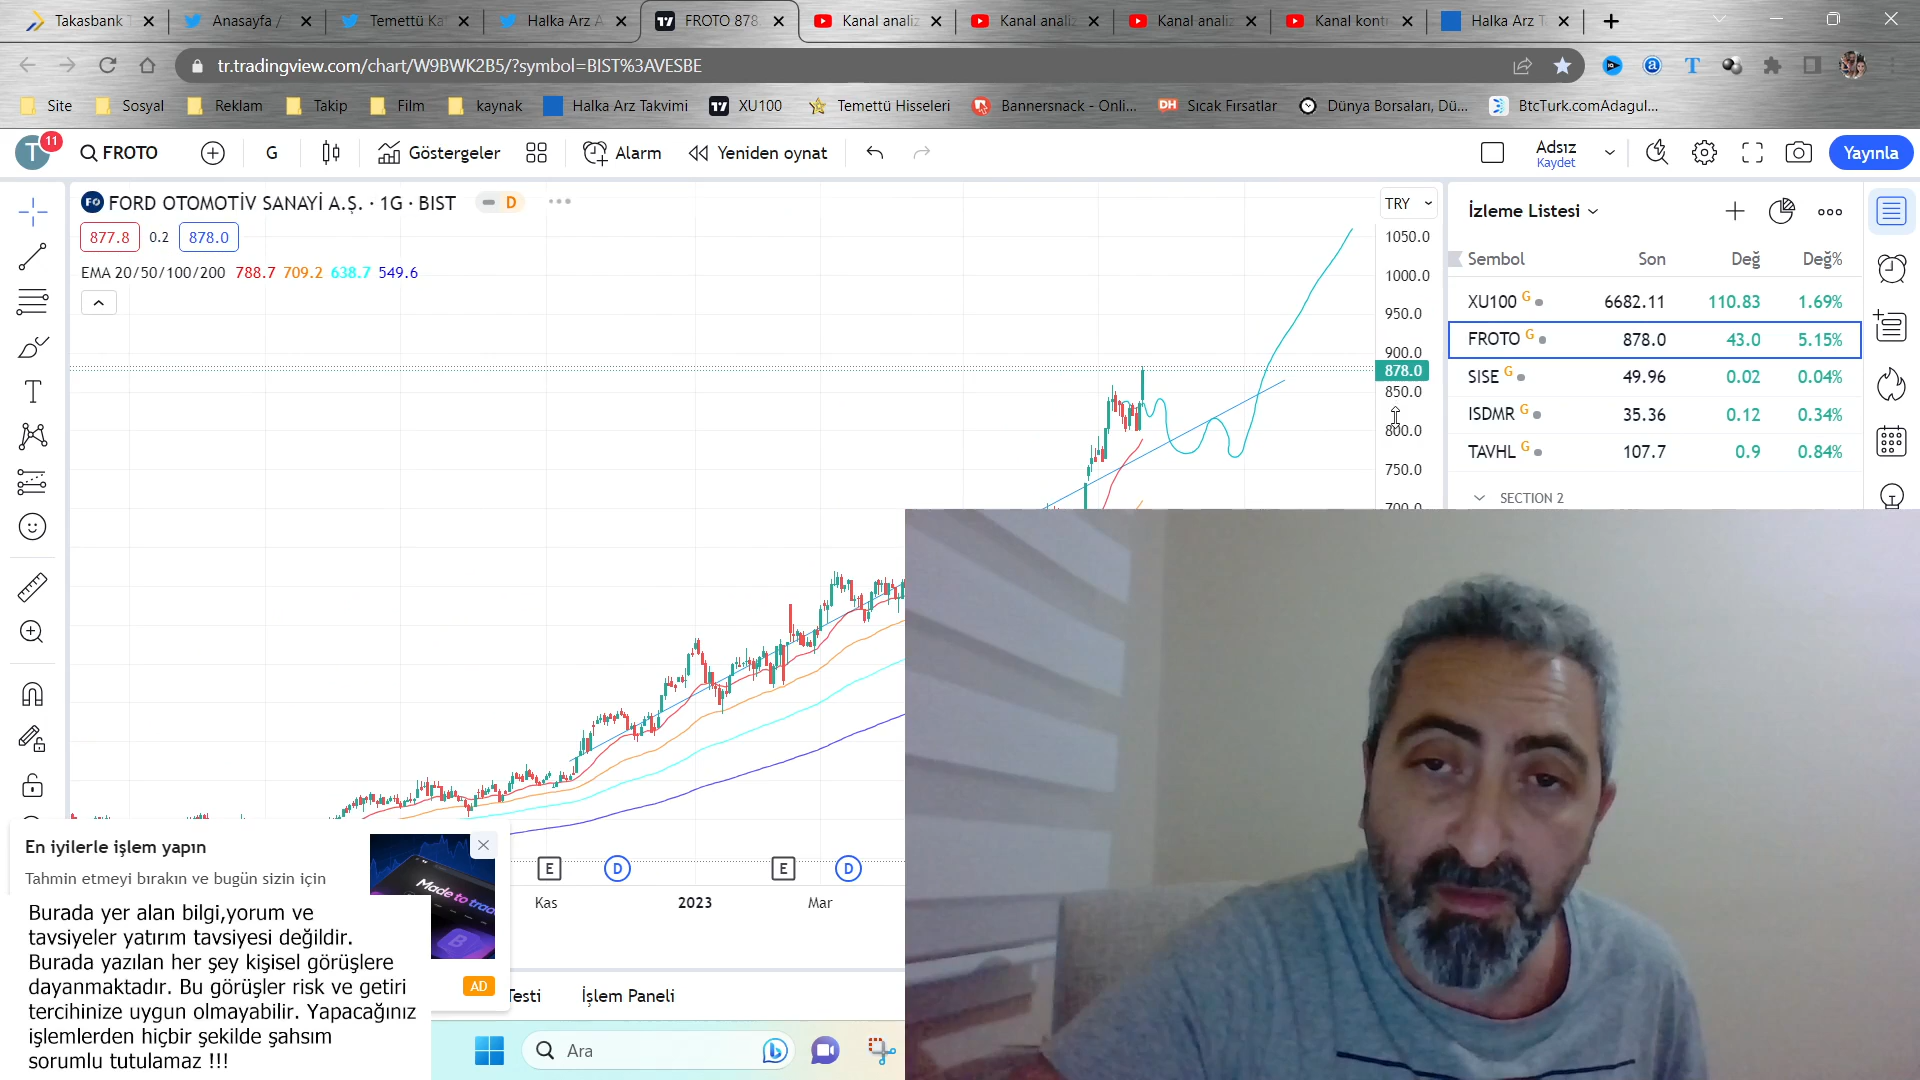 Takasbank T
Anasayfa /
Temettü Ka
Halka Arz A
FROTO 878.
Kanal analiz
Kanal analiz
Kanal analiz
Kanal kont
Halka Arz T
tr.tradingview.com/chart/W9BWK2B5/?symbol=BIST%3AVESBE
Site
Sosyal
Reklam
Takip
Film
kaynak
Halka Arz Takvimi
XU100
Temettü Hisseleri
Bannersnack - Onli...
Sıcak Fırsatlar
Dünya Borsaları, Dü...
BtcTurk.comAdagul...
T
11
FROTO
G
Göstergeler
Alarm
Yeniden oynat
Adsız
Kaydet
Yayınla
FORD OTOMOTİV SANAYİ A.Ş. · 1G · BIST
D
877.8 0.2 878.0
EMA 20/50/100/200 788.7 709.2 638.7 549.6
TRY
1050.0
1000.0
950.0
900.0
878.0
850.0
800.0
750.0
700.0
İzleme Listesi
Sembol Son Değ Değ%
XU100 G 6682.11 110.83 1.69%
FROTO G 878.0 43.0 5.15%
SISE G 49.96 0.02 0.04%
ISDMR G 35.36 0.12 0.34%
TAVHL G 107.7 0.9 0.84%
SECTION 2
E D E D
Kas 2023 Mar
En iyilerle işlem yapın
Tahmin etmeyi bırakın ve bugün sizin için
Made to trad
AD
Burada yer alan bilgi,yorum ve
tavsiyeler yatırım tavsiyesi değildir.
Burada yazılan her şey kişisel görüşlere
dayanmaktadır. Bu görüşler risk ve getiri
tercihinize uygun olmayabilir. Yapacağınız
işlemlerden hiçbir şekilde şahsım
sorumlu tutulamaz !!!
Testi
İşlem Paneli
Ara